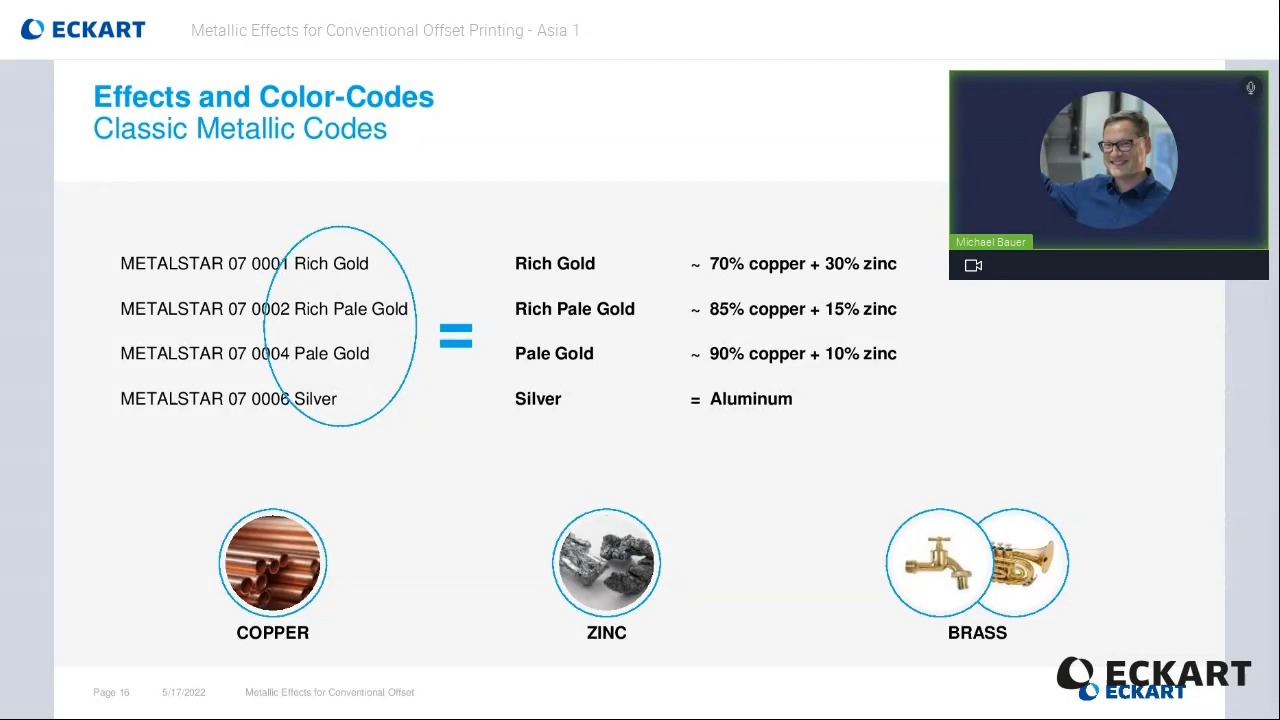 ECKART Metallic Effects for Conventional Offset Printing - Asia 1
Effects and Color-Codes
Classic Metallic Codes
Michael Bauer
METALSTAR 07 0001 Rich Gold Rich Gold ~ 70% copper + 30% zinc
METALSTAR 07 0002 Rich Pale Gold Rich Pale Gold ~ 85% copper + 15% zinc
METALSTAR 07 0004 Pale Gold Pale Gold ~ 90% copper + 10% zinc
METALSTAR 07 0006 Silver Silver = Aluminum
COPPER ZINC BRASS
ECKART
Page 16 5/17/2022 Metallic Effects for Conventional Offset ECKART